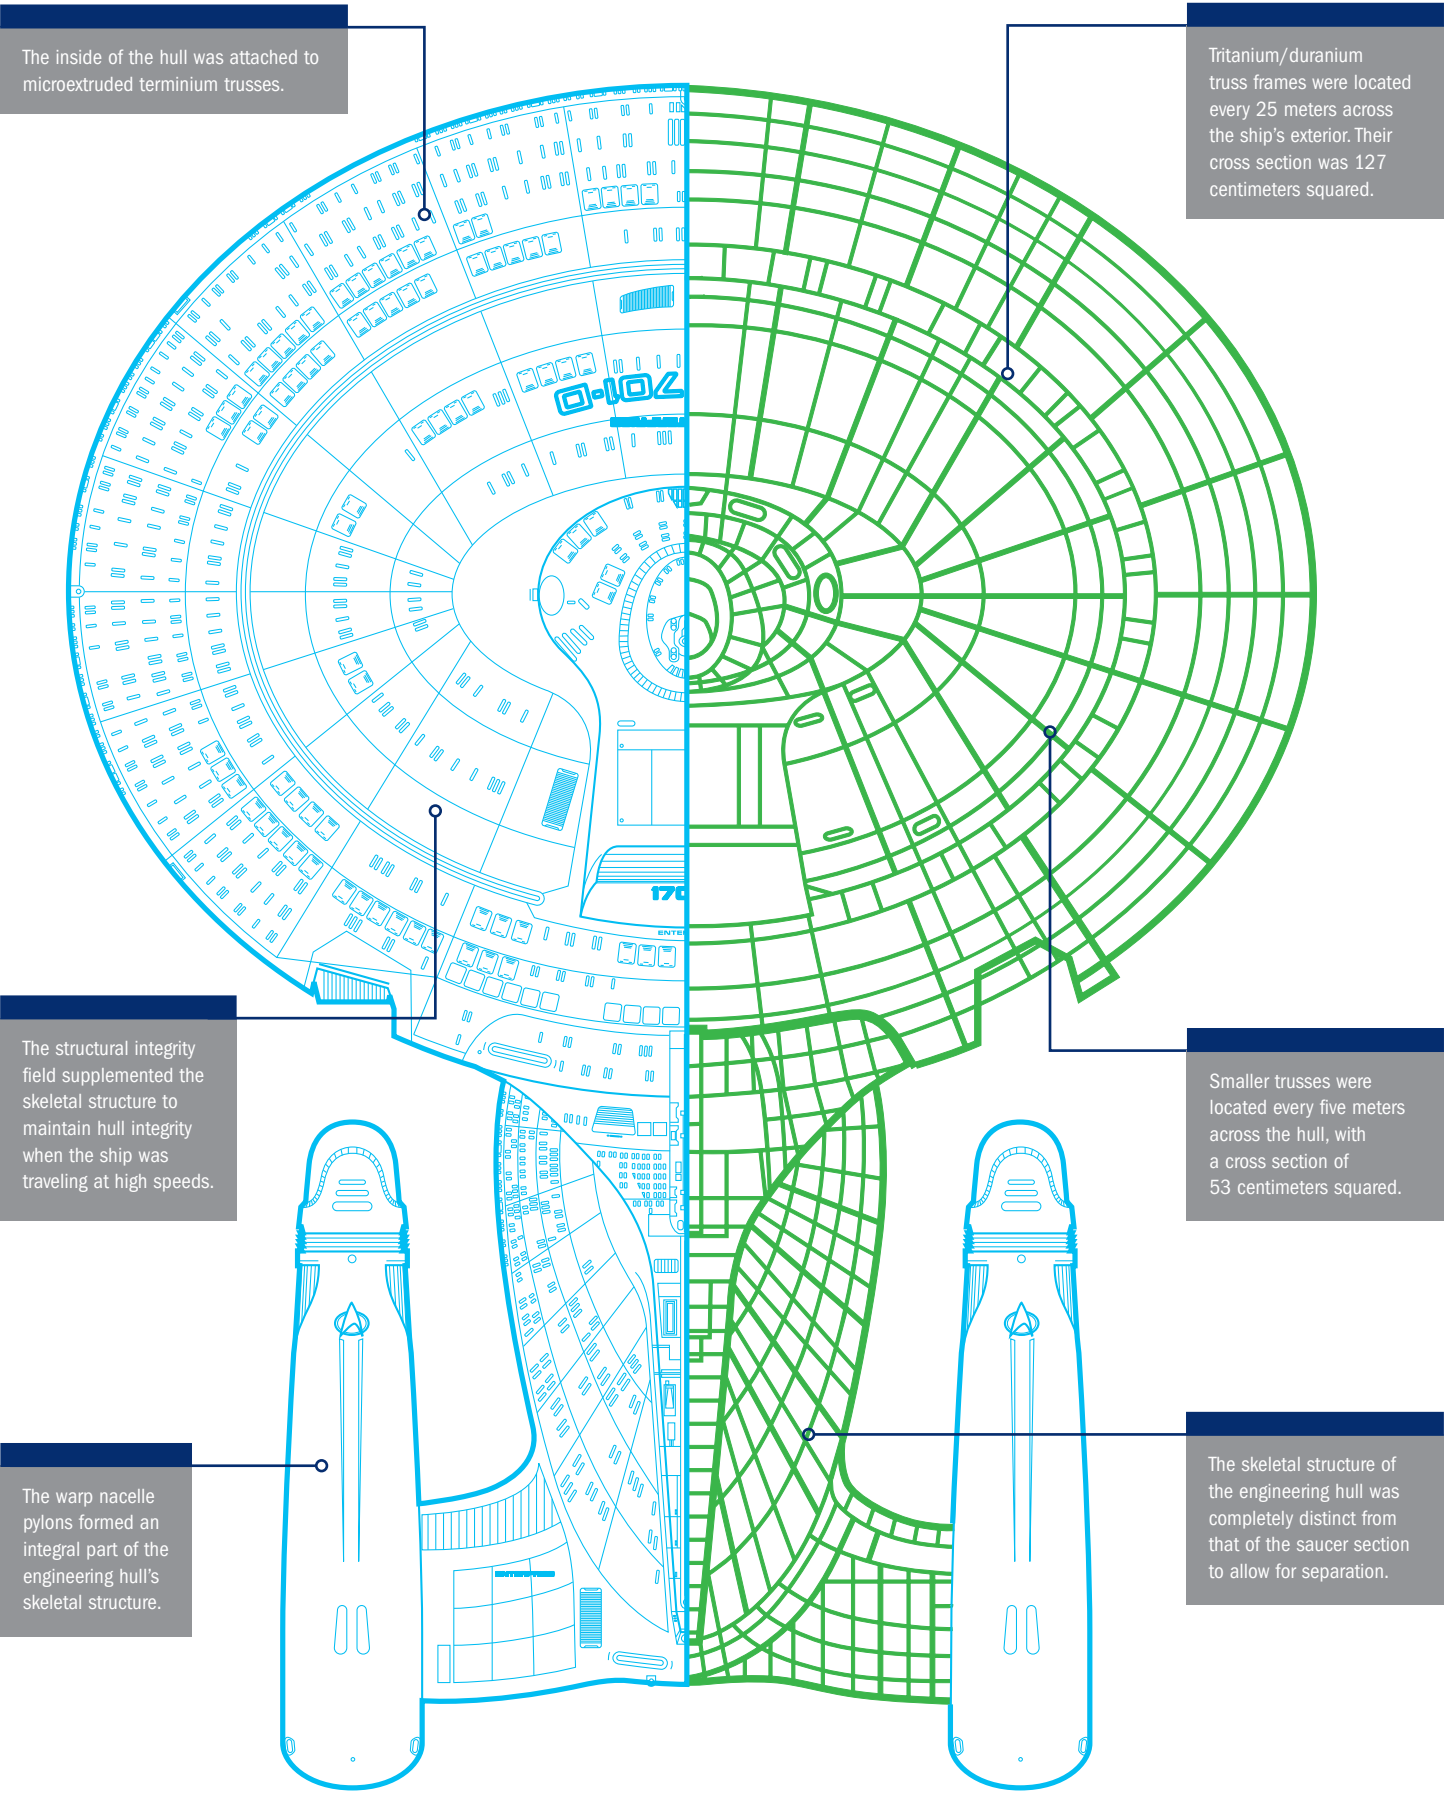 The inside of the hull was attached to
microextruded terminium trusses.
Tritanium/duranium
truss frames were located
every 25 meters across
the ship's exterior. Their
cross section was 127
centimeters squared.
701-D
170
ENTE
The structural integrity
field supplemented the
skeletal structure to
maintain hull integrity
when the ship was
traveling at high speeds.
Smaller trusses were
located every five meters
across the hull, with
a cross section of
53 centimeters squared.
The warp nacelle
pylons formed an
integral part of the
engineering hull's
skeletal structure.
The skeletal structure of
the engineering hull was
completely distinct from
that of the saucer section
to allow for separation.
ENTERPRISE